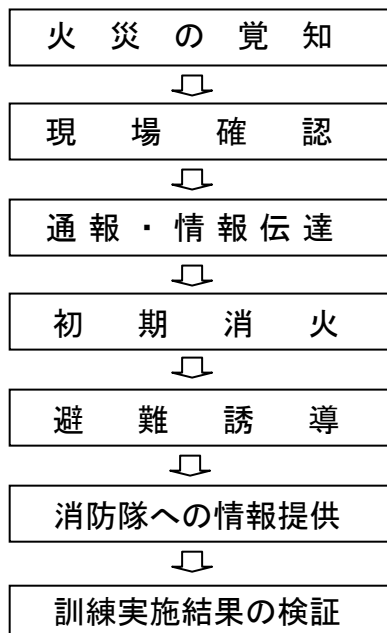 火災の覚知
現場確認
通報・情報伝達
初期消火
避難誘導
消防隊への情報提供
訓練実施結果の検証